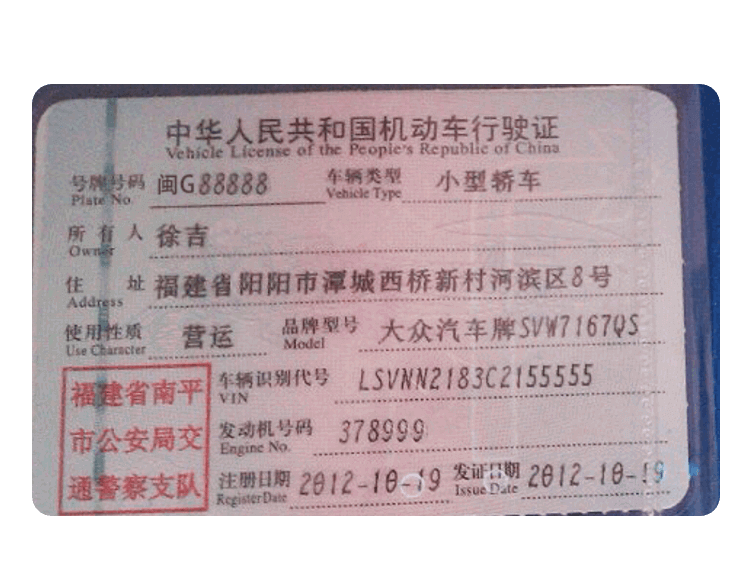 中华人民共和国机动车行驶证
Vehicle License of the People's Republic of China
号牌号码 闽G88888 车辆类型 小型轿车
Plate No. Vehicle Type
所有人 徐吉
Owner
住址 福建省阳阳市潭城西桥新村河滨区8号
Address
使用性质 营运 品牌型号 大众汽车牌SVW7167QS
Use Character Model
福建省南平
市公安局交
通警察支队
车辆识别代号 LSVNN2183C2155555
VIN
发动机号码 378999
Engine No.
注册日期 2012-10-19 发证日期 2012-10-19
Register Date Issue Date